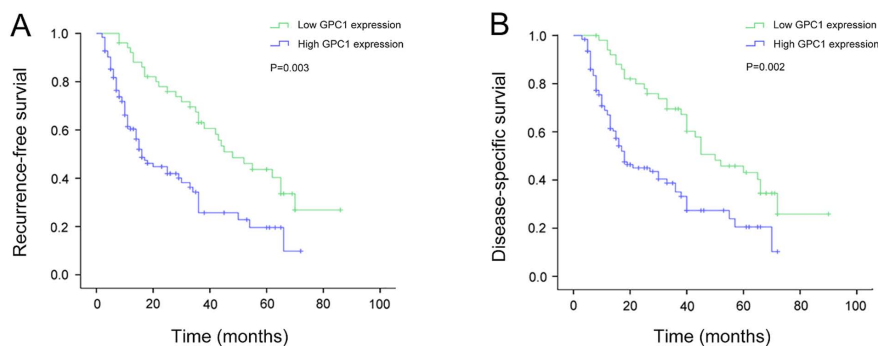 A
Low GPC1 expression
High GPC1 expression
P=0.003
Recurrence-free survial
1.0
0.8
0.6
0.4
0.2
0.0
0 20 40 60 80 100
Time (months)
B
Low GPC1 expression
High GPC1 expression
P=0.002
Disease-specific survial
1.0
0.8
0.6
0.4
0.2
0.0
0 20 40 60 80 100
Time (months)